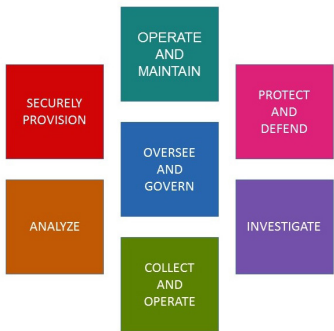 OPERATE
AND
MAINTAIN
SECURELY
PROVISION
PROTECT
AND
DEFEND
OVERSEE
AND
GOVERN
ANALYZE
INVESTIGATE
COLLECT
AND
OPERATE